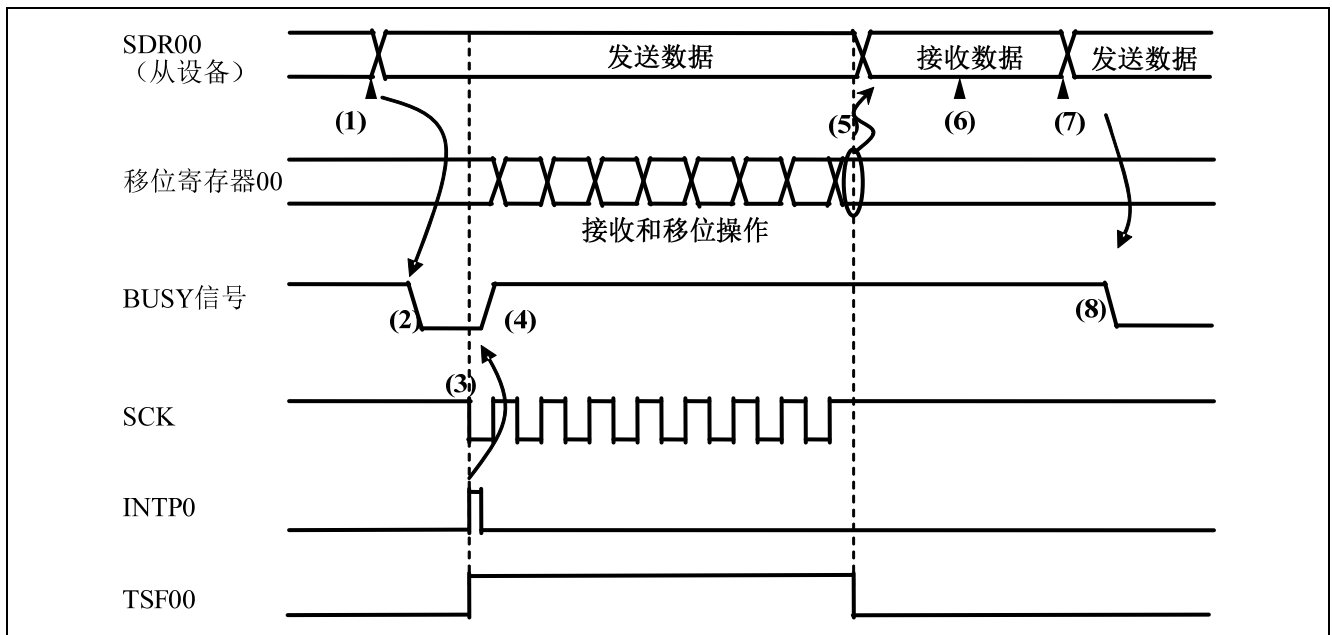 SDR00
（从设备）
发送数据
接收数据
发送数据
(1)
(5)
(6)
(7)
移位寄存器00
接收和移位操作
BUSY信号
(2)
(4)
(8)
(3)
SCK
INTP0
TSF00